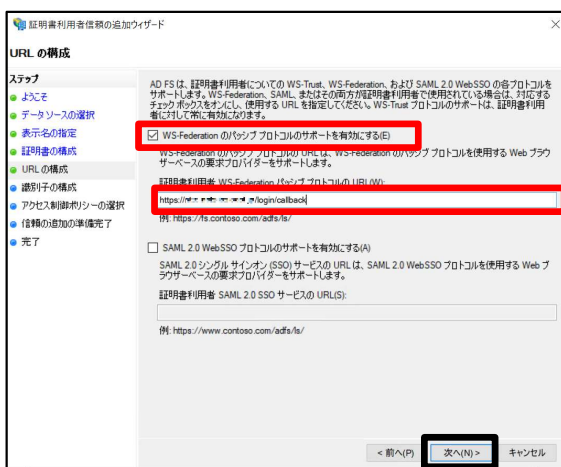 証明書利用者信頼の追加ウィザード
URL の構成
ステップ
ようこそ
データソースの選択
表示名の指定
証明書の構成
URL の構成
識別子の構成
アクセス制御ポリシーの選択
信頼の追加の準備完了
完了
AD FS は、証明書利用者についての WS-Trust、WS-Federation、および SAML 2.0 WebSSO の各プロトコルを
サポートします。WS-Federation、SAML、またはその両方が証明書利用者で使用されている場合は、対応する
チェック ボックスをオンにし、使用する URL を指定してください。WS-Trust プロトコルのサポートは、証明書利用
者に対して常に有効になります。
WS-Federation のパッシブ プロトコルのサポートを有効にする(E)
WS-Federation のパッシブ プロトコルの URL は、WS-Federation のパッシブ プロトコルを使用する Web ブラウ
ザーベースの要求プロバイダーをサポートします。
証明書利用者 WS-Federation パッシブ プロトコルの URL(W):
https:///login/callback
例: https://fs.contoso.com/adfs/ls/
SAML 2.0 WebSSO プロトコルのサポートを有効にする(A)
SAML 2.0 シングル サインオン (SSO) サービスの URL は、SAML 2.0 WebSSO プロトコルを使用する Web ブ
ラウザーベースの要求プロバイダーをサポートします。
証明書利用者 SAML 2.0 SSO サービスの URL(S):
例: https://www.contoso.com/adfs/ls/
< 前へ(P)
次へ(N) >
キャンセル